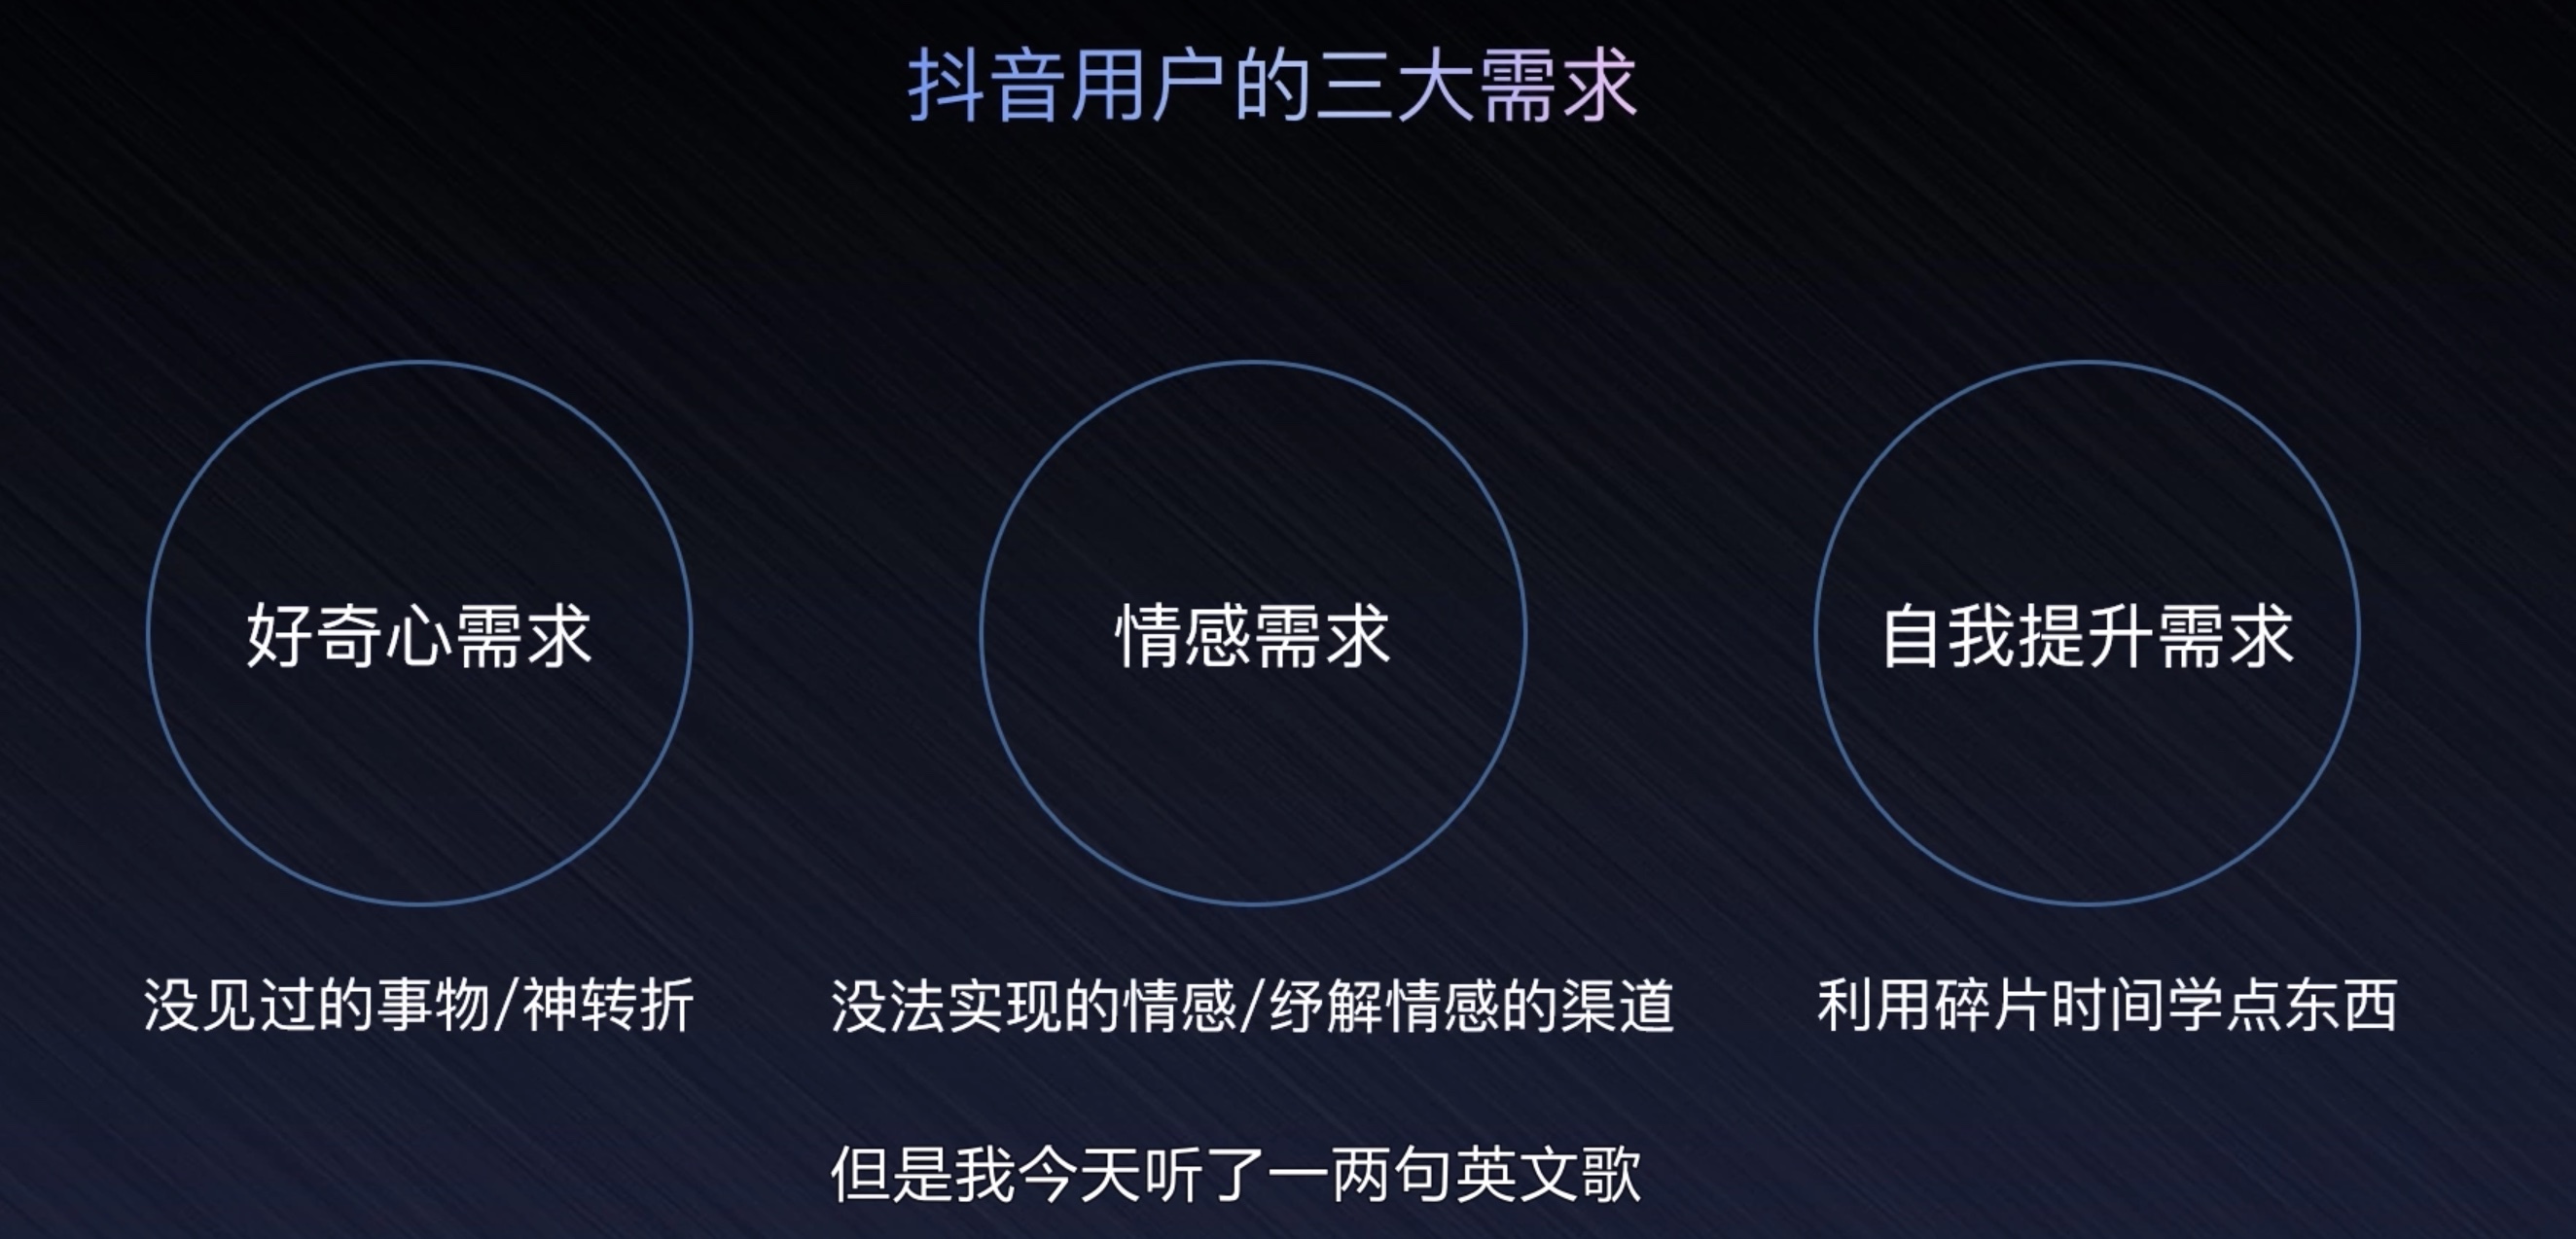 抖音用户的三大需求
好奇心需求
情感需求
自我提升需求
没见过的事物/神转折
没法实现的情感/纾解情感的渠道
利用碎片时间学点东西
但是我今天听了一两句英文歌